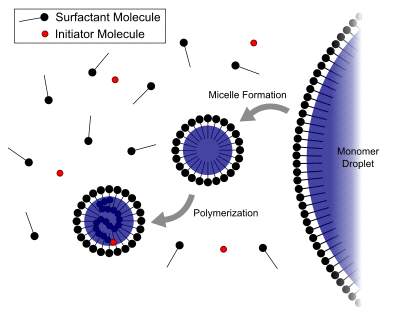 Surfactant Molecule
Initiator Molecule
Micelle Formation
Monomer
Droplet
Polymerization